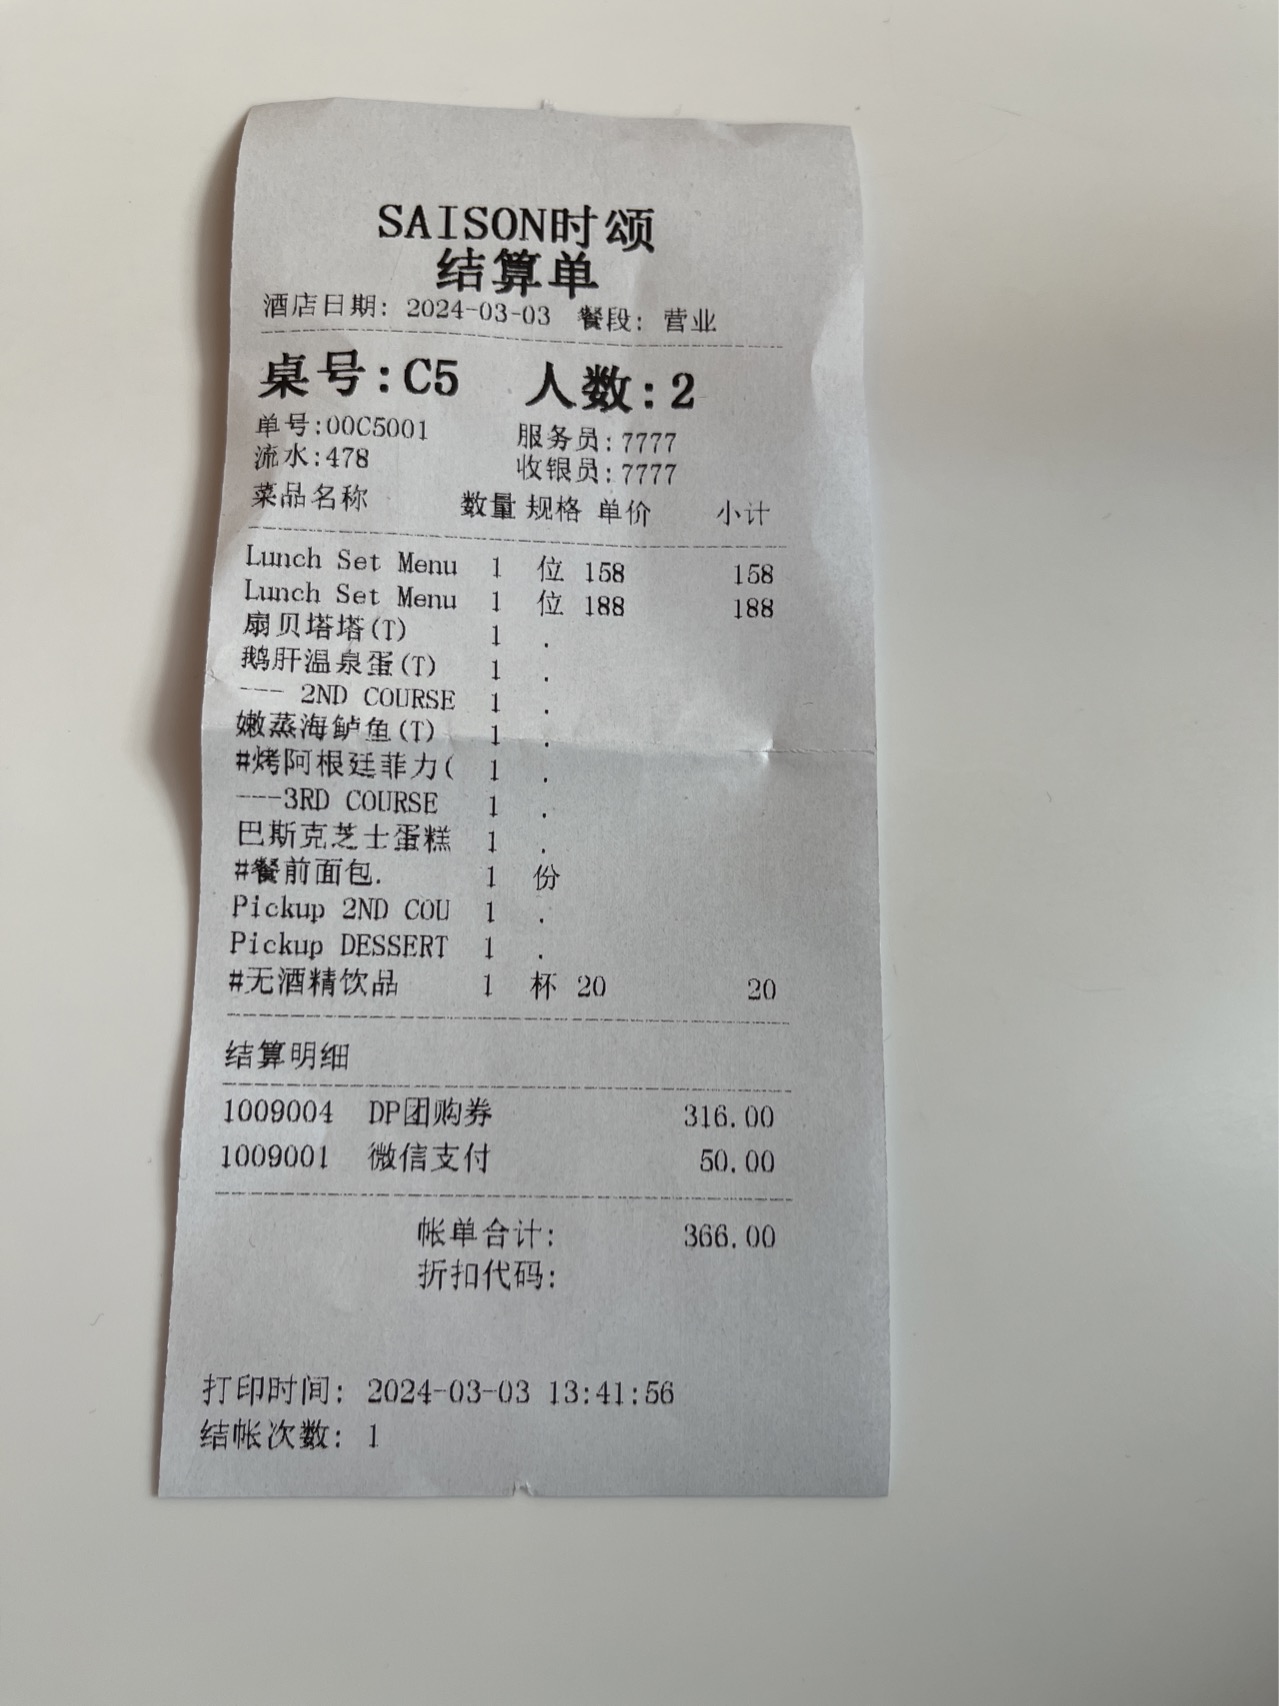 SAISON时颂
结算单
酒店日期: 2024-03-03 餐段: 营业
桌号:C5 人数:2
单号:00C5001 服务员:7777
流水:478 收银员:7777
菜品名称 数量 规格 单价 小计
Lunch Set Menu 1 位 158 158
Lunch Set Menu 1 位 188 188
扇贝塔塔(T) 1 .
鹅肝温泉蛋(T) 1 .
--- 2ND COURSE 1 .
嫩蒸海鲈鱼(T) 1 .
#烤阿根廷菲力( 1 .
---3RD COURSE 1 .
巴斯克芝士蛋糕 1 .
#餐前面包. 1 份
Pickup 2ND COU 1 .
Pickup DESSERT 1 .
#无酒精饮品 1 杯 20 20
结算明细
1009004 DP团购券 316.00
1009001 微信支付 50.00
帐单合计: 366.00
折扣代码:
打印时间: 2024-03-03 13:41:56
结帐次数: 1